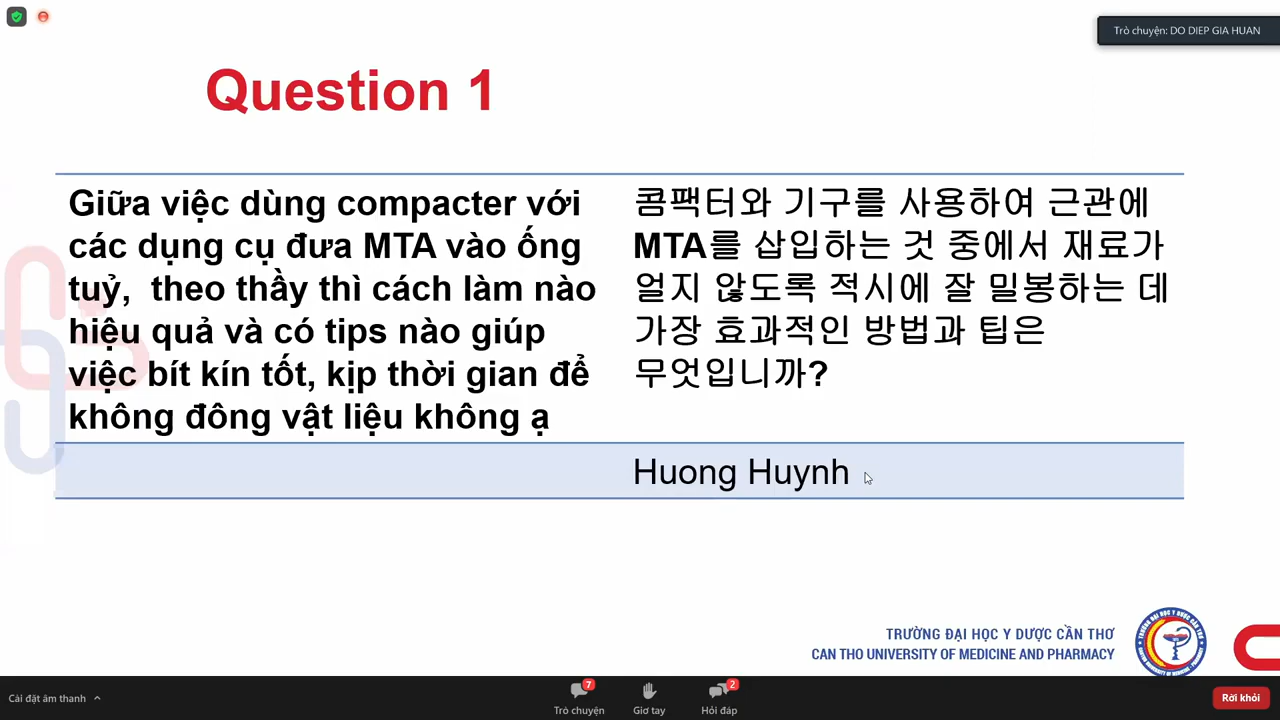 Trò chuyện: DO DIEP GIA HUAN
Question 1
Giữa việc dùng compacter với
các dụng cụ đưa MTA vào ống
tuỷ, theo thầy thì cách làm nào
hiệu quả và có tips nào giúp
việc bít kín tốt, kịp thời gian để
không đông vật liệu không ạ
콤팩터와 기구를 사용하여 근관에
MTA를 삽입하는 것 중에서 재료가
얼지 않도록 적시에 잘 밀봉하는 데
가장 효과적인 방법과 팁은
무엇입니까?
Huong Huynh
TRƯỜNG ĐẠI HỌC Y DƯỢC CẦN THƠ
CAN THO UNIVERSITY OF MEDICINE AND PHARMACY
Cài đặt âm thanh
7
Trò chuyện
Giơ tay
2
Hỏi đáp
Rời khỏi